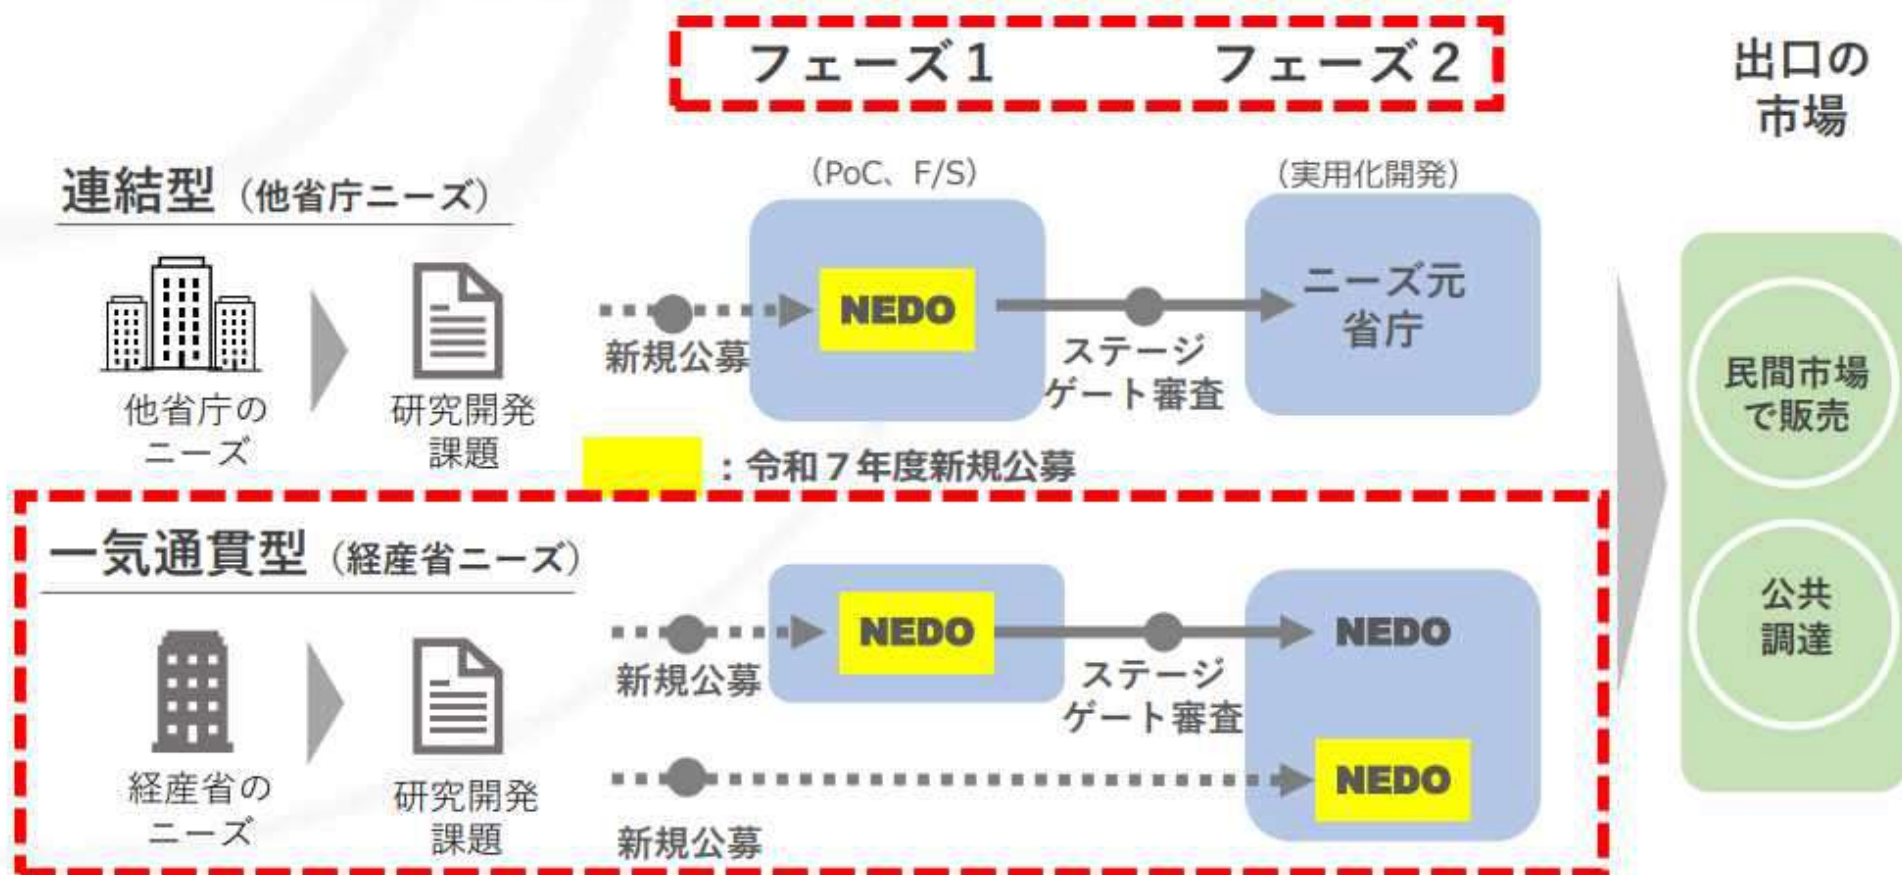 フェーズ1
フェーズ2
出口の
市場
連結型（他省庁ニーズ）
（PoC、F/S）
（実用化開発）
他省庁の
ニーズ
研究開発
課題
新規公募
NEDO
ステージ
ゲート審査
ニーズ元
省庁
：令和７年度新規公募
一気通貫型（経産省ニーズ）
経産省の
ニーズ
研究開発
課題
新規公募
NEDO
ステージ
ゲート審査
NEDO
新規公募
NEDO
民間市場
で販売
公共
調達